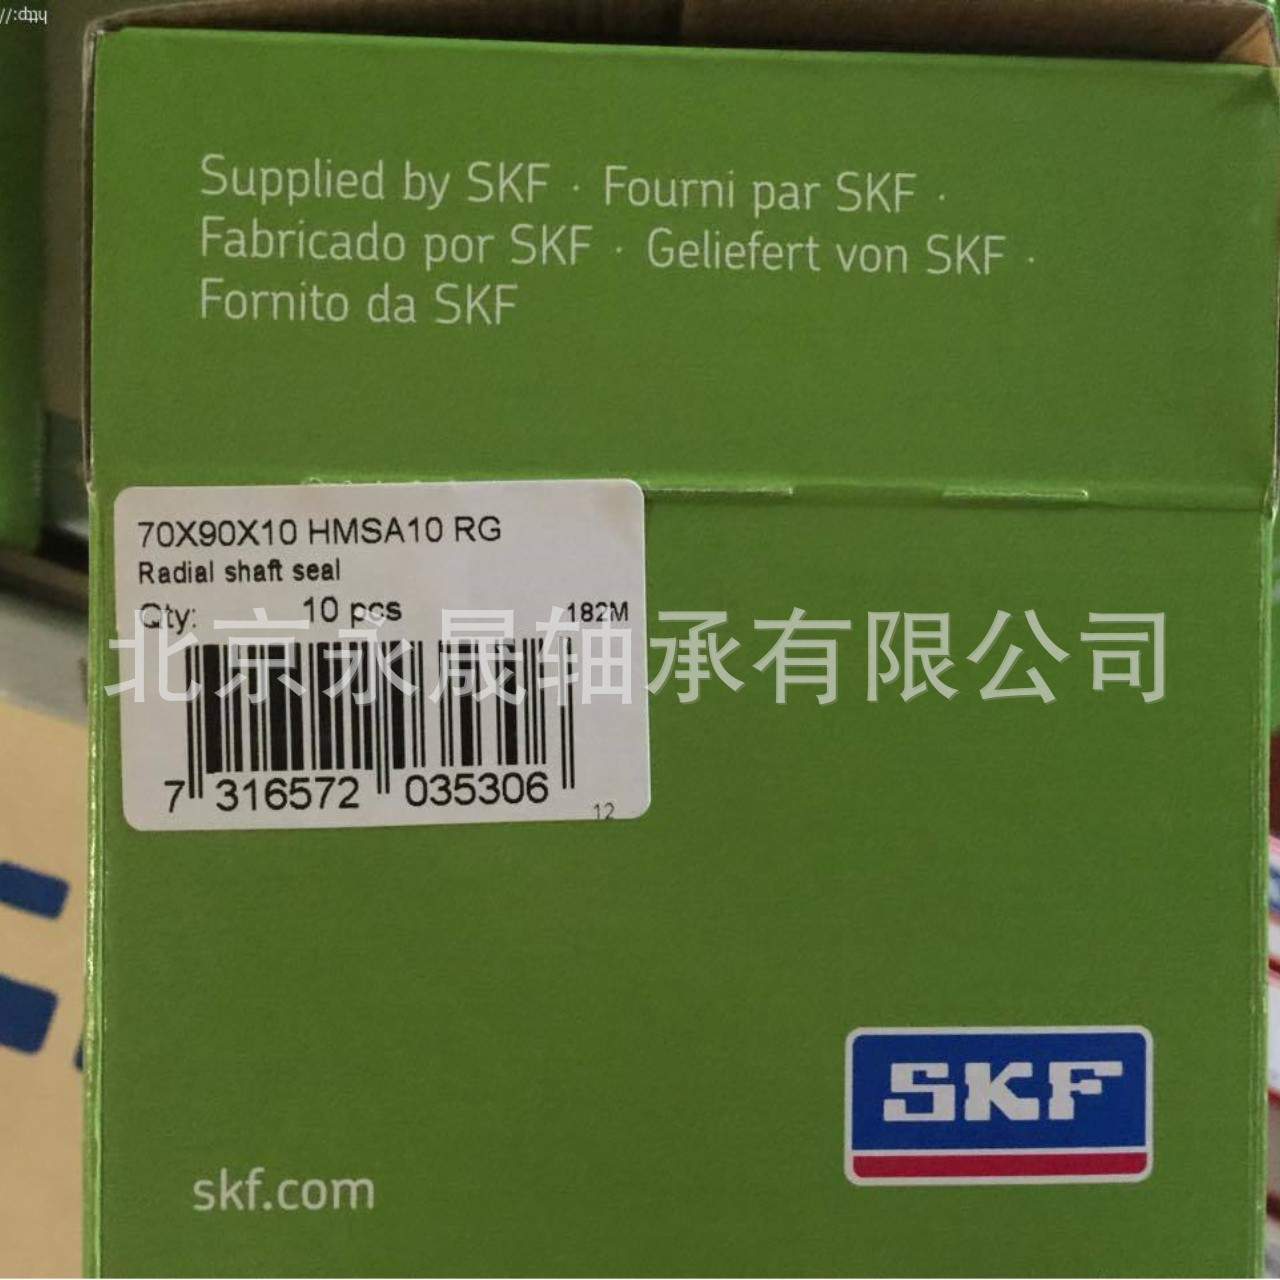 http://
Supplied by SKF · Fourni par SKF ·
Fabricado por SKF · Geliefert von SKF ·
Fornito da SKF
70X90X10 HMSA10 RG
Radial shaft seal
Qty: 10 pcs 182M
北京永晟轴承有限公司
7 316572 035306
12
SKF
skf.com